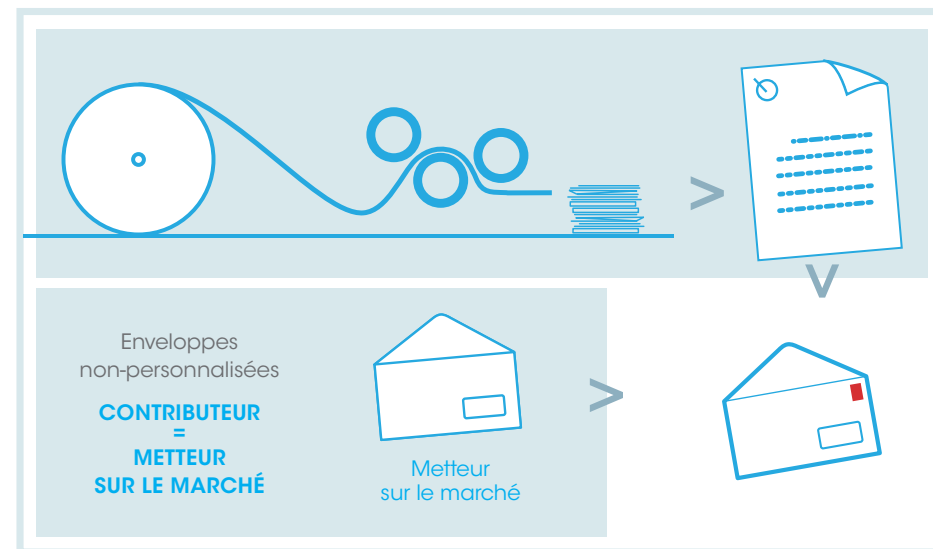 >
>
Enveloppes
non-personnalisées
CONTRIBUTEUR
=
METTEUR
SUR LE MARCHÉ
>
Metteur
sur le marché